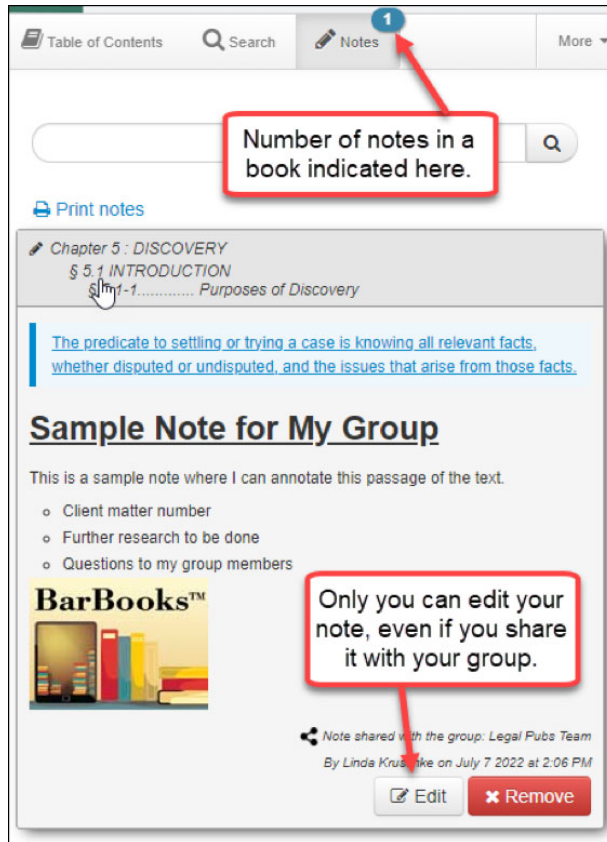 1
Table of Contents Search Notes More
Number of notes in a
book indicated here.
Print notes
Chapter 5 : DISCOVERY
§ 5.1 INTRODUCTION
§ 1-1............. Purposes of Discovery
The predicate to settling or trying a case is knowing all relevant facts,
whether disputed or undisputed, and the issues that arise from those facts.
Sample Note for My Group
This is a sample note where I can annotate this passage of the text.
Client matter number
Further research to be done
Questions to my group members
BarBooks™
Only you can edit your
note, even if you share
it with your group.
Note shared with the group: Legal Pubs Team
By Linda on July 7 2022 at 2:06 PM
Edit Remove